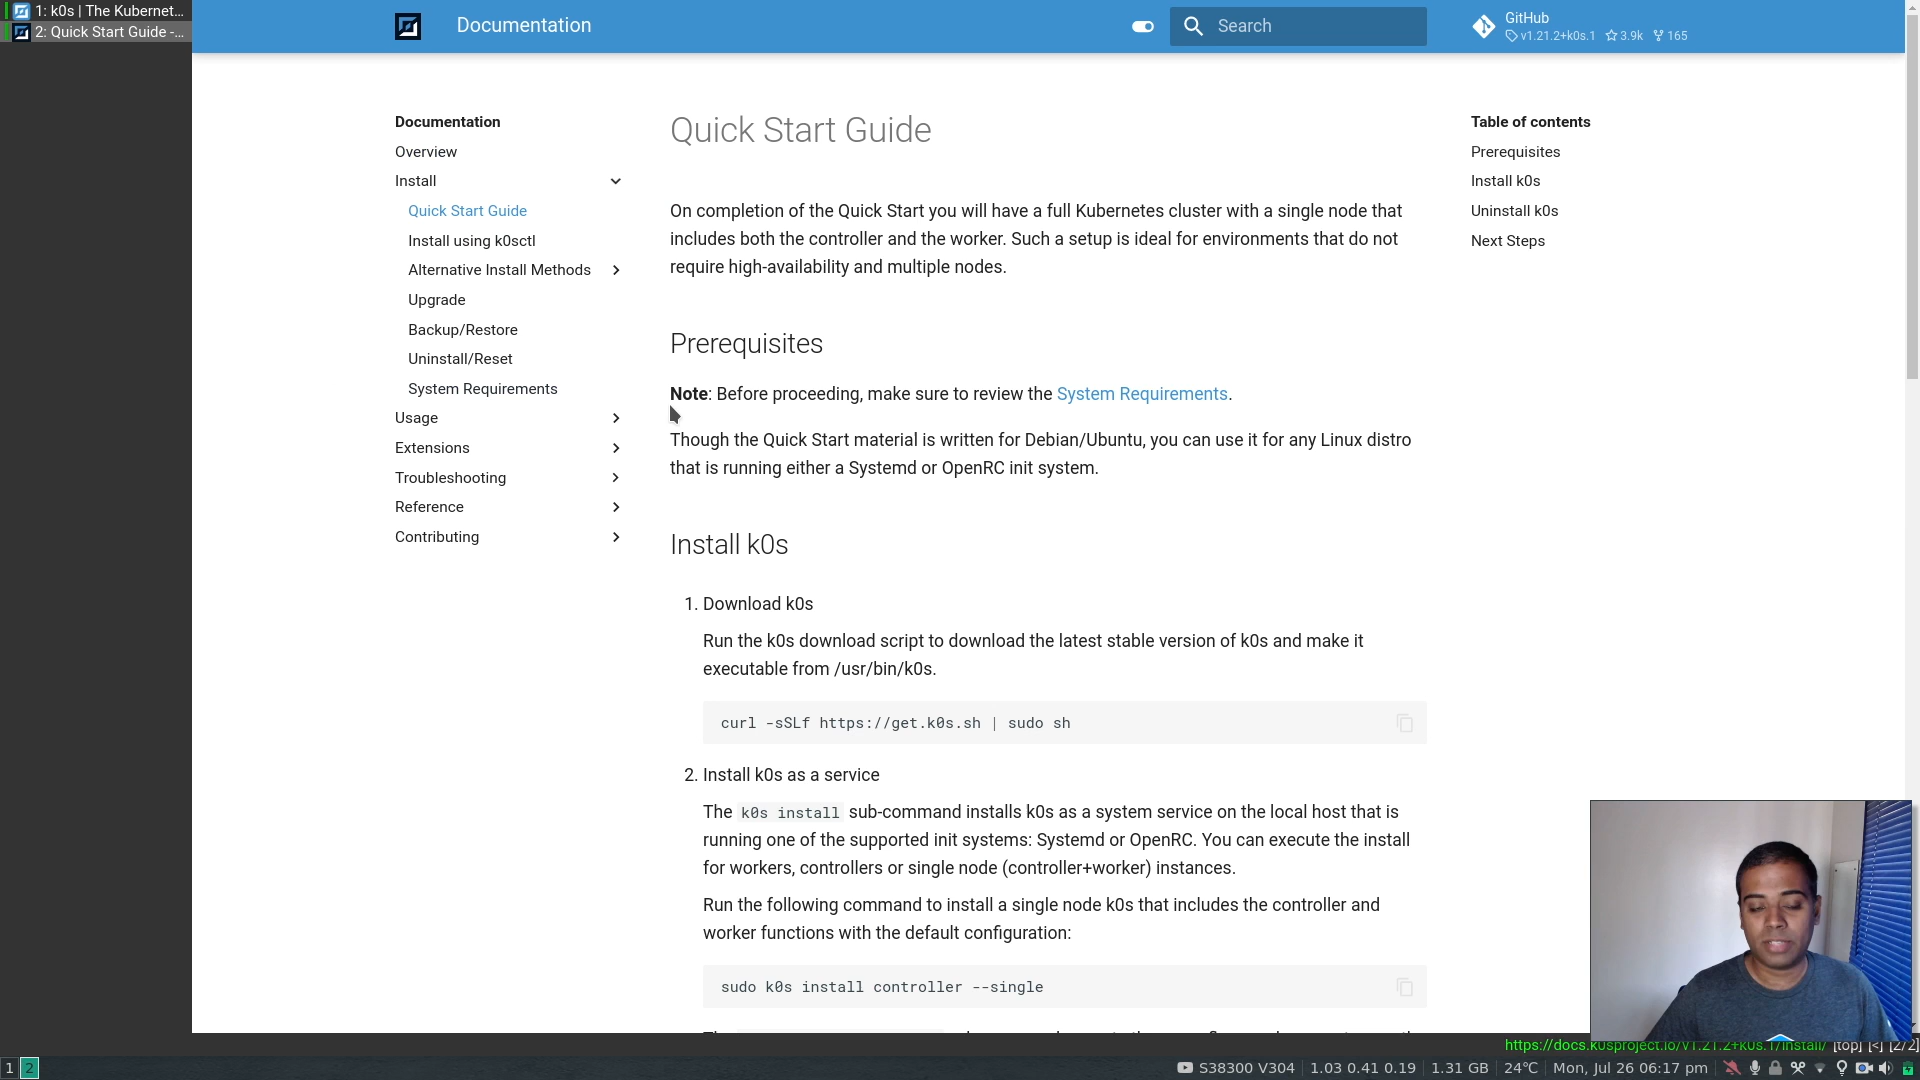 1: k0s | The Kubernet...
2: Quick Start Guide -...
Documentation
Search
GitHub
v1.21.2+k0s.1 3.9k 165
Documentation
Overview
Install
Quick Start Guide
Install using k0sctl
Alternative Install Methods
Upgrade
Backup/Restore
Uninstall/Reset
System Requirements
Usage
Extensions
Troubleshooting
Reference
Contributing
Quick Start Guide
On completion of the Quick Start you will have a full Kubernetes cluster with a single node that
includes both the controller and the worker. Such a setup is ideal for environments that do not
require high-availability and multiple nodes.
Prerequisites
Note: Before proceeding, make sure to review the System Requirements.
Though the Quick Start material is written for Debian/Ubuntu, you can use it for any Linux distro
that is running either a Systemd or OpenRC init system.
Install k0s
1. Download k0s
Run the k0s download script to download the latest stable version of k0s and make it
executable from /usr/bin/k0s.
curl -sSLf https://get.k0s.sh | sudo sh
2. Install k0s as a service
The k0s install sub-command installs k0s as a system service on the local host that is
running one of the supported init systems: Systemd or OpenRC. You can execute the install
for workers, controllers or single node (controller+worker) instances.
Run the following command to install a single node k0s that includes the controller and
worker functions with the default configuration:
sudo k0s install controller --single
Table of contents
Prerequisites
Install k0s
Uninstall k0s
Next Steps
https://docs.k0sproject.io/v1.21.2+k0s.1/install/ [top] [<] [2/2]
1 2
S38300 V304 1.03 0.41 0.19 1.31 GB 24°C Mon, Jul 26 06:17 pm